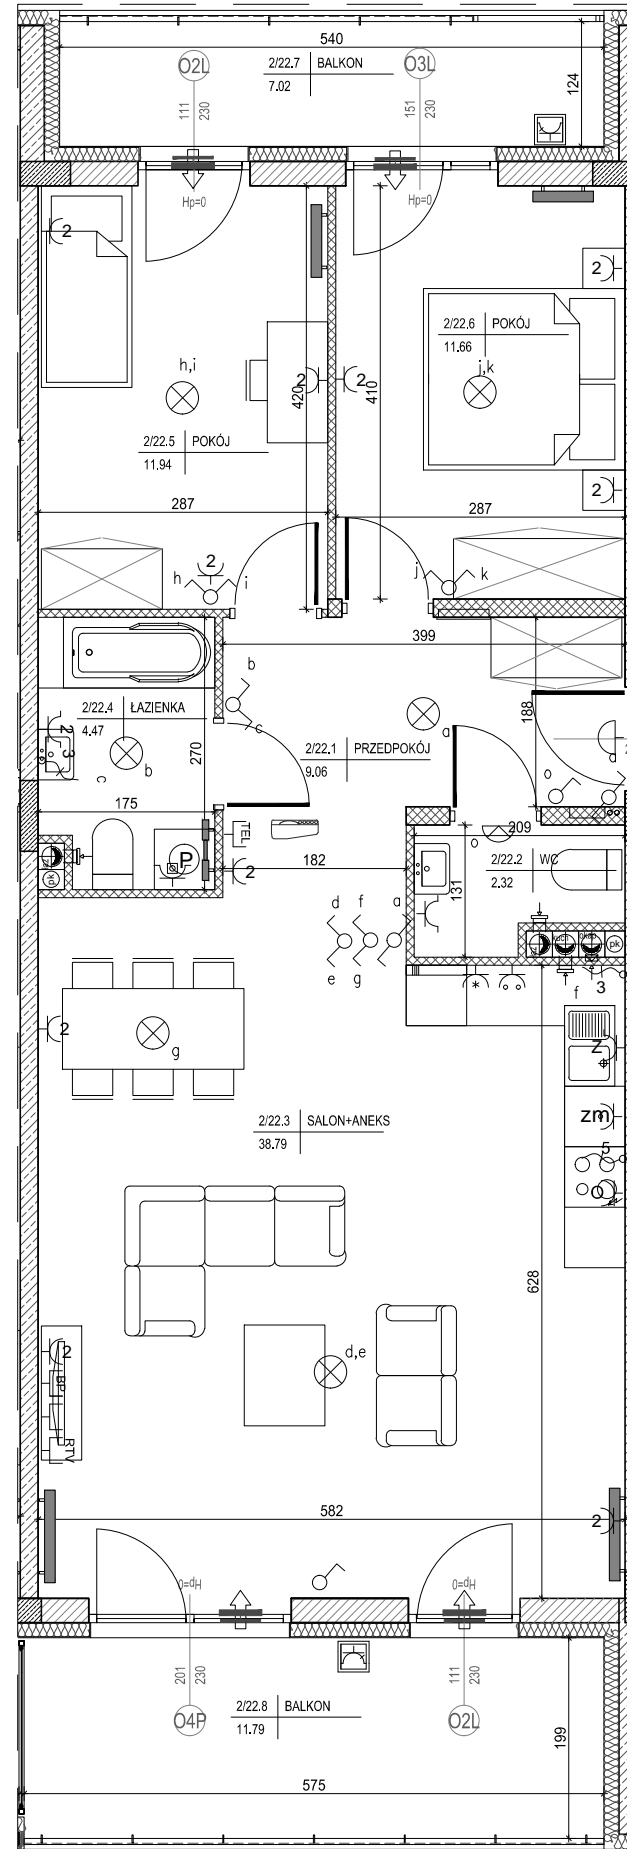 540
O2L
2/22.7 BALKON
7.02
O3L
124
111
230
151
230
Hp=0
Hp=0
2
2
2/22.6 POKÓJ
11.66
h,i
j,k
2
2
420
410
2/22.5 POKÓJ
11.94
2
287
287
2
h
i
j
k
399
b
c
2/22.4 ŁAZIENKA
4.47
2
3
c
b
270
188
a
2/22.1 PRZEDPOKÓJ
9.06
175
TEL
209
P
2
182
2/22.2 WC
2.32
131
pk
d
f
a
e
g
pk
*
f
3
2
g
Z
2/22.3 SALON+ANEKS
38.79
zm
5
628
2
d,e
BP
RTV
582
2
Hp=0
Hp=0
201
230
111
230
O4P
2/22.8 BALKON
11.79
O2L
199
575